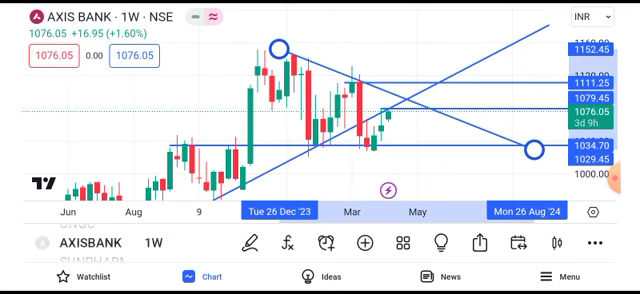 AXIS BANK · 1W · NSE
INR
1076.05 +16.95 (+1.60%)
1076.05 0.00 1076.05
1152.45
1111.25
1079.45
1076.05
3d 9h
1034.70
1029.45
1000.00
Jun Aug 9 Tue 26 Dec '23 Mar May Mon 26 Aug '24
AXISBANK 1W
Watchlist Chart Ideas News Menu